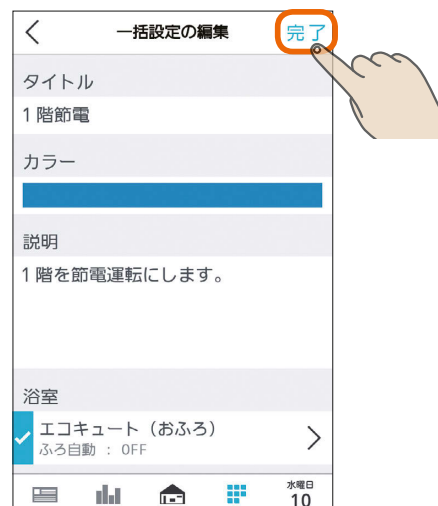 一括設定の編集 完了
タイトル
1階節電
カラー
説明
1階を節電運転にします。
浴室
エコキュート（おふろ）
ふろ自動 : OFF
水曜日
10